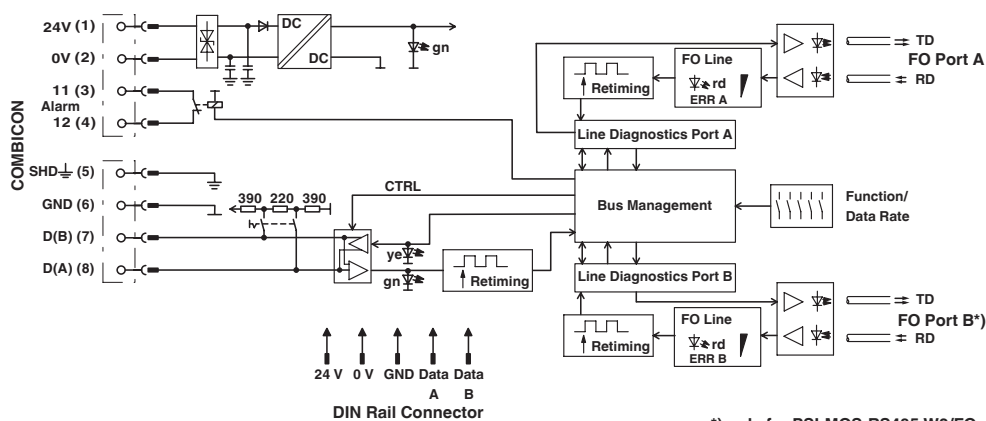 COMBICON
24V (1)
0V (2)
11 (3)
Alarm
12 (4)
SHD (5)
GND (6)
D(B) (7)
D(A) (8)
DC
DC
gn
390 220 390
CTRL
ye
gn
Retiming
Retiming
FO Line
rd
ERR A
TD
FO Port A
RD
Line Diagnostics Port A
Bus Management
Function/
Data Rate
Line Diagnostics Port B
Retiming
FO Line
rd
ERR B
TD
FO Port B*)
RD
24 V 0 V GND Data Data
A B
DIN Rail Connector